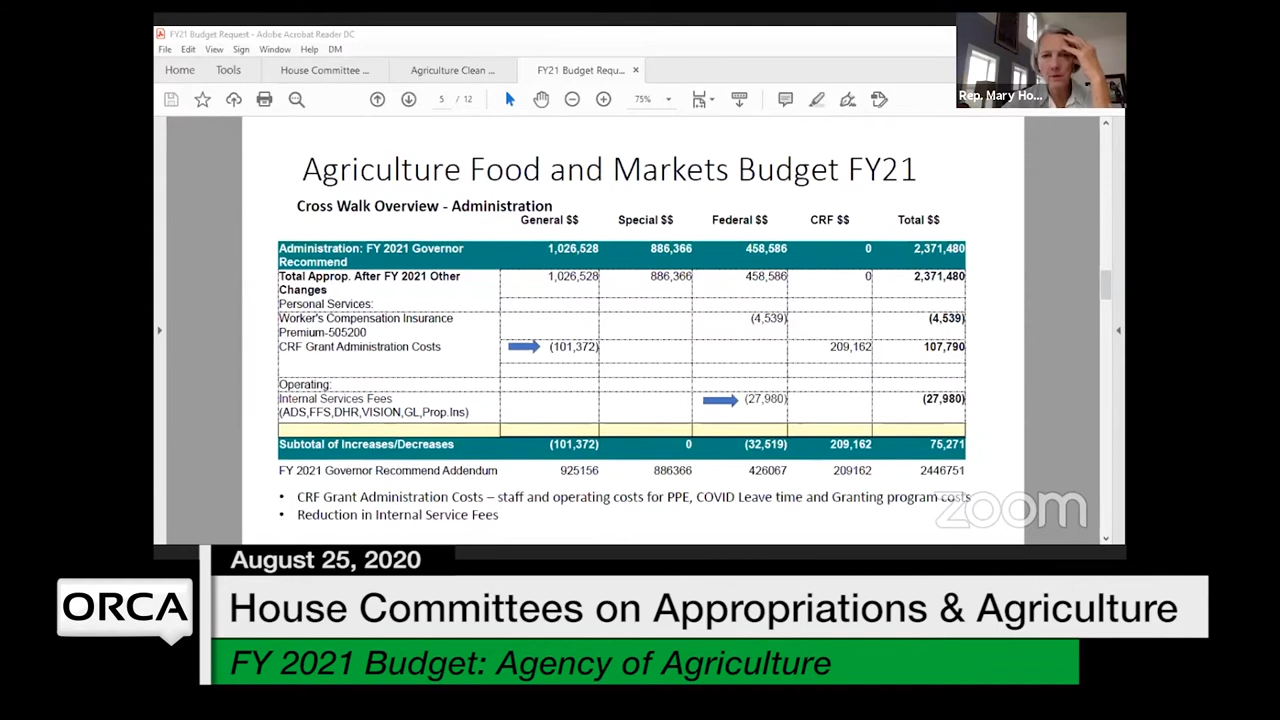 FY21 Budget Request - Adobe Acrobat Reader DC
File Edit View Sign Window Help DM
Home Tools House Committee ... Agriculture Clean ... FY21 Budget Requ... ×
5 / 12 75%
Rep. Mary Ho...
Agriculture Food and Markets Budget FY21
Cross Walk Overview - Administration
General $$ Special $$ Federal $$ CRF $$ Total $$
Administration: FY 2021 Governor Recommend 1,026,528 886,366 458,586 0 2,371,480
Total Approp. After FY 2021 Other Changes 1,026,528 886,366 458,586 0 2,371,480
Personal Services:
Worker's Compensation Insurance Premium-505200 (4,539) (4,539)
CRF Grant Administration Costs (101,372) 209,162 107,790
Operating:
Internal Services Fees (27,980) (27,980)
(ADS,FFS,DHR,VISION,GL,Prop.Ins)
Subtotal of Increases/Decreases (101,372) 0 (32,519) 209,162 75,271
FY 2021 Governor Recommend Addendum 925156 886366 426067 209162 2446751
• CRF Grant Administration Costs – staff and operating costs for PPE, COVID Leave time and Granting program costs
• Reduction in Internal Service Fees
zoom
August 25, 2020
ORCA
House Committees on Appropriations & Agriculture
FY 2021 Budget: Agency of Agriculture